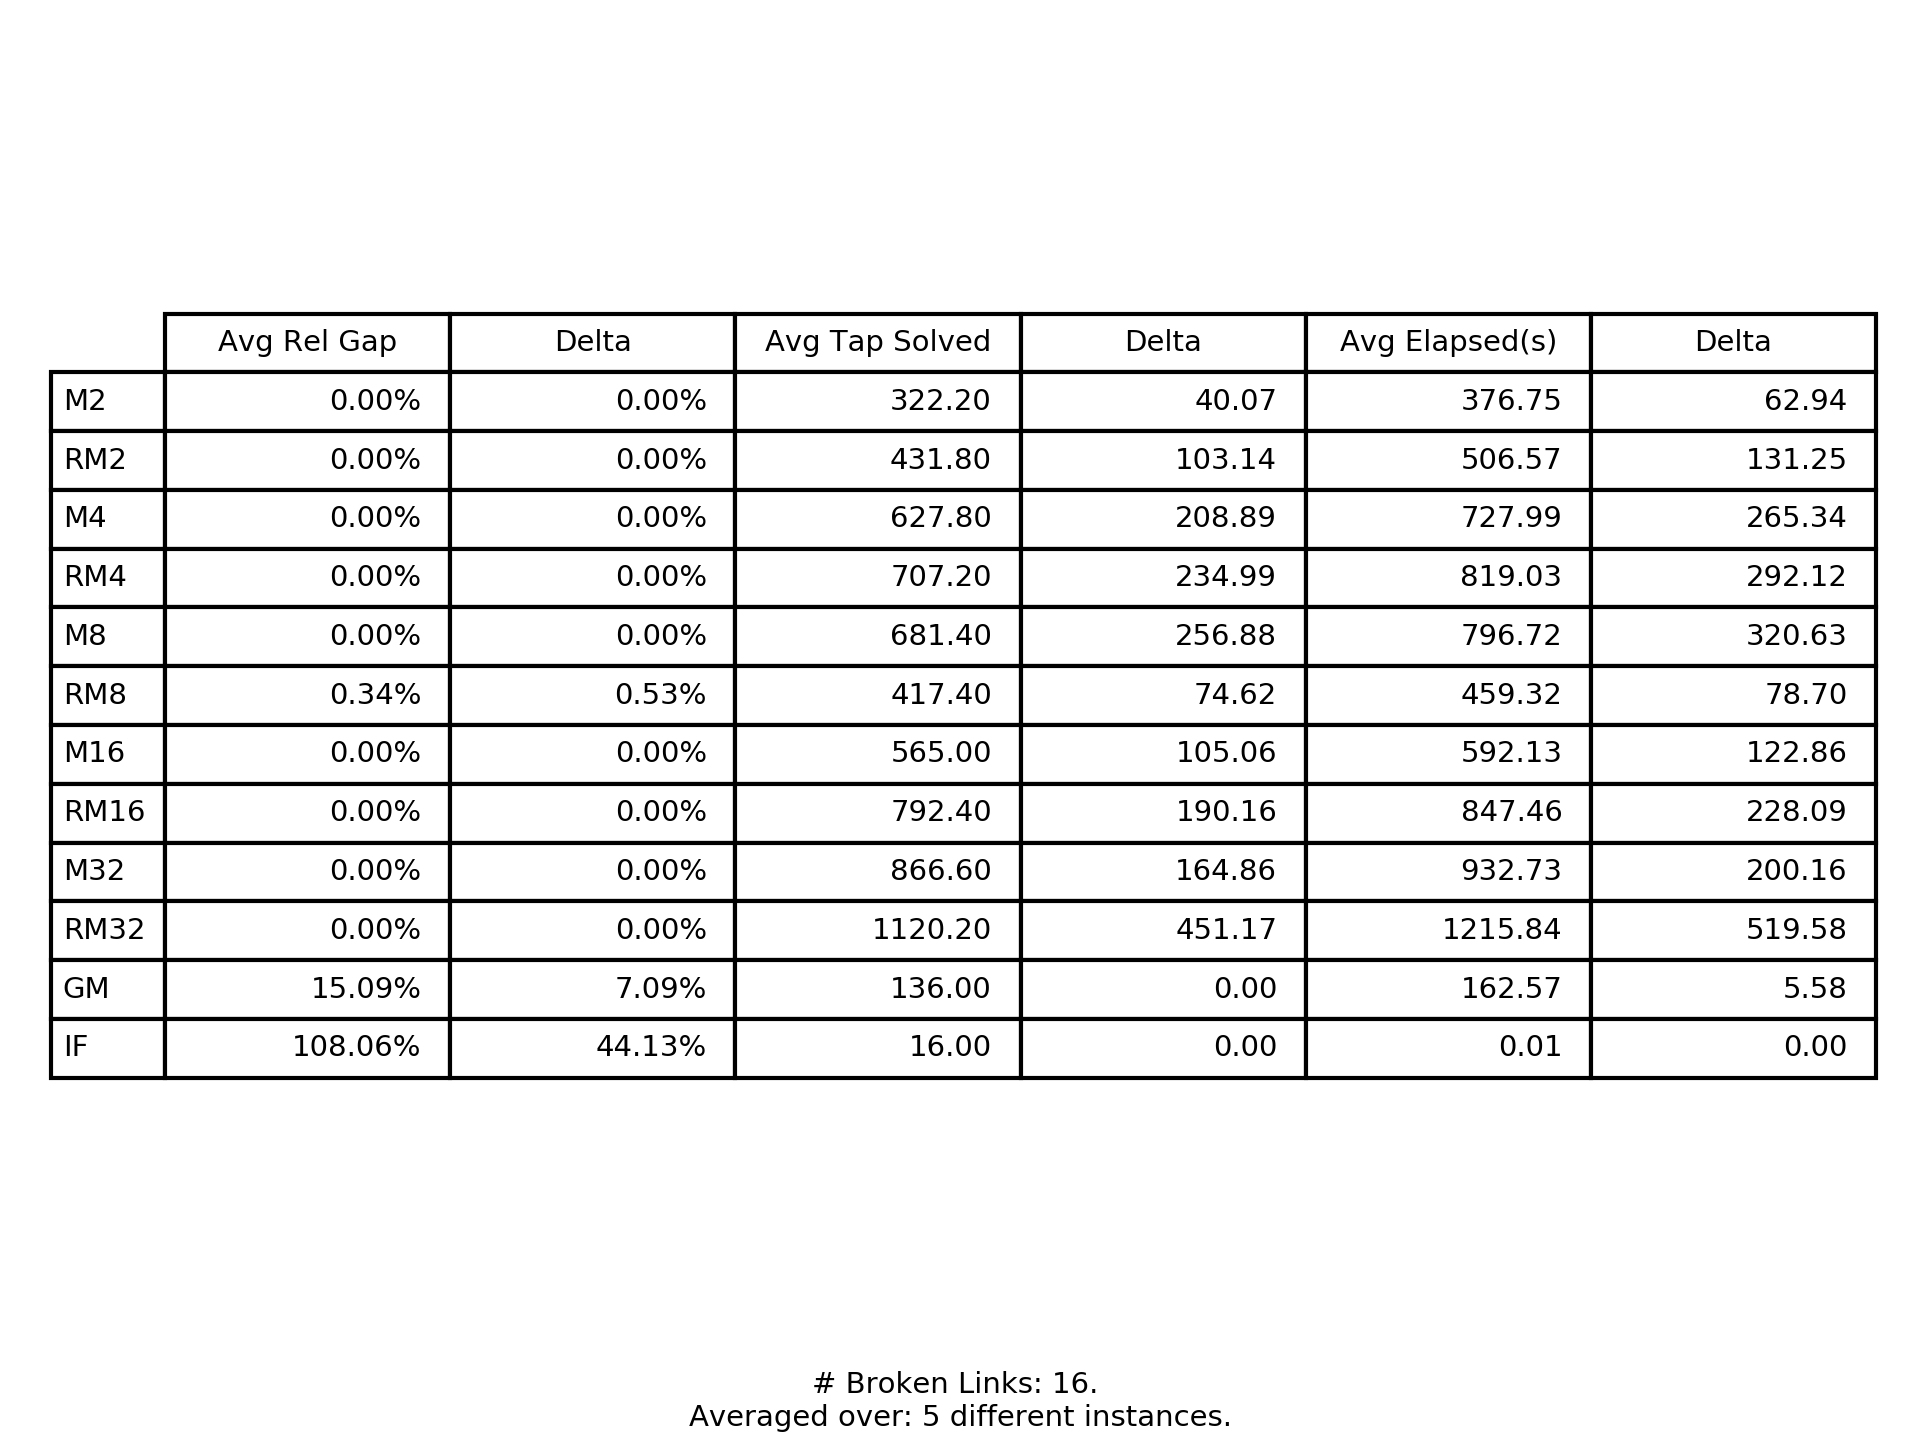 Avg Rel Gap Delta Avg Tap Solved Delta Avg Elapsed(s) Delta
M2 0.00% 0.00% 322.20 40.07 376.75 62.94
RM2 0.00% 0.00% 431.80 103.14 506.57 131.25
M4 0.00% 0.00% 627.80 208.89 727.99 265.34
RM4 0.00% 0.00% 707.20 234.99 819.03 292.12
M8 0.00% 0.00% 681.40 256.88 796.72 320.63
RM8 0.34% 0.53% 417.40 74.62 459.32 78.70
M16 0.00% 0.00% 565.00 105.06 592.13 122.86
RM16 0.00% 0.00% 792.40 190.16 847.46 228.09
M32 0.00% 0.00% 866.60 164.86 932.73 200.16
RM32 0.00% 0.00% 1120.20 451.17 1215.84 519.58
GM 15.09% 7.09% 136.00 0.00 162.57 5.58
IF 108.06% 44.13% 16.00 0.00 0.01 0.00
# Broken Links: 16.
Averaged over: 5 different instances.